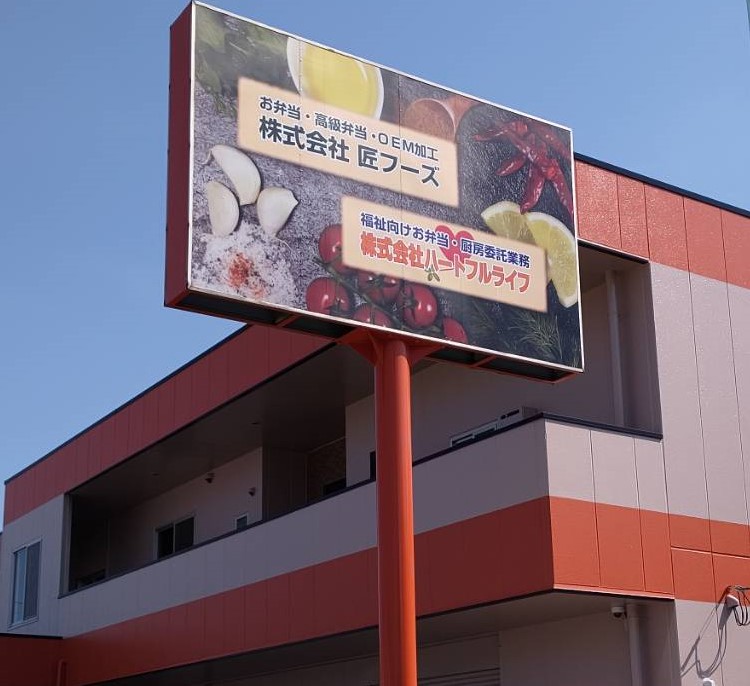 お弁当・高級弁当・OEM加工
株式会社 匠フーズ
福祉向けお弁当・厨房委託業務
株式会社ハートフルライフ